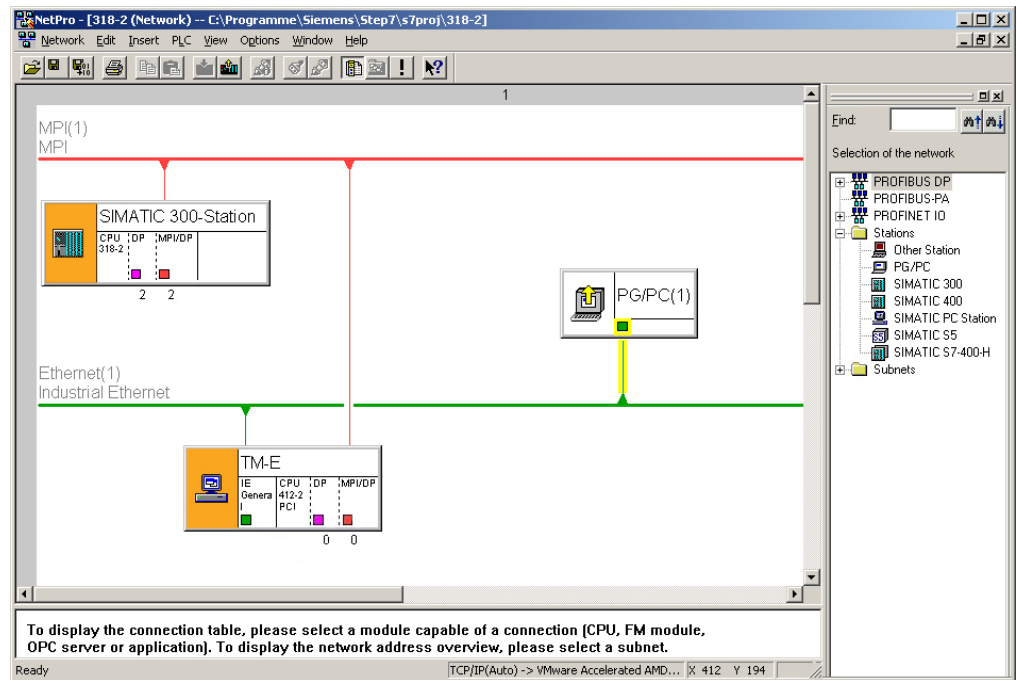 NetPro - [318-2 (Network) -- C:\Programme\Siemens\Step7\s7proj\318-2]
Network Edit Insert PLC View Options Window Help
1
MPI(1)
MPI
SIMATIC 300-Station
CPU 318-2
DP
MPI/DP
2 2
PG/PC(1)
Ethernet(1)
Industrial Ethernet
TM-E
IE General
CPU 412-2 PCI
DP
MPI/DP
0 0
Find:
Selection of the network
PROFIBUS DP
PROFIBUS-PA
PROFINET IO
Stations
Other Station
PG/PC
SIMATIC 300
SIMATIC 400
SIMATIC PC Station
SIMATIC S5
SIMATIC S7-400-H
Subnets
To display the connection table, please select a module capable of a connection (CPU, FM module,
OPC server or application). To display the network address overview, please select a subnet.
Ready
TCP/IP(Auto) -> VMware Accelerated AMD... X 412 Y 194